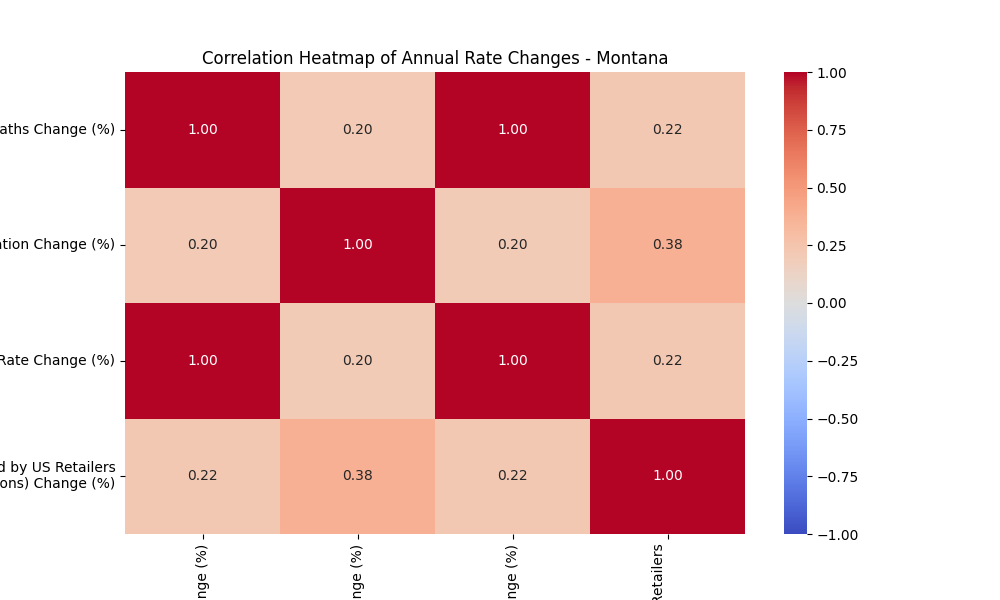 Correlation Heatmap of Annual Rate Changes - Montana
aths Change (%)
1.00 0.20 1.00 0.22
ation Change (%)
0.20 1.00 0.20 0.38
Rate Change (%)
1.00 0.20 1.00 0.22
d by US Retailers
ons) Change (%)
0.22 0.38 0.22 1.00
nge (%)
nge (%)
nge (%)
Retailers
1.00
0.75
0.50
0.25
0.00
−0.25
−0.50
−0.75
−1.00